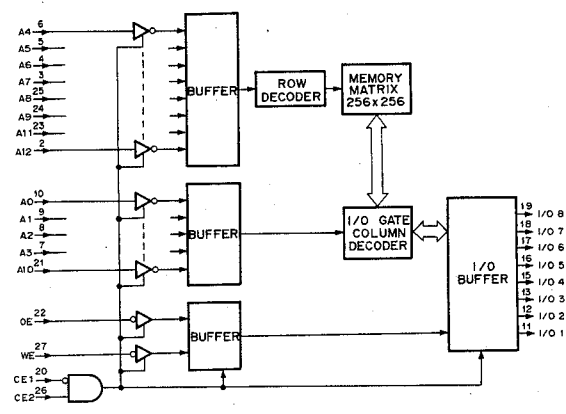 A4 6
A5 5
A6 4
A7 3
A8 25
A9 24
A11 23
A12 2
BUFFER
ROW
DECODER
MEMORY
MATRIX
256x256
A0 10
A1 9
A2 8
A3 7
A10 21
BUFFER
I/O GATE
COLUMN
DECODER
I/O
BUFFER
19 I/O 8
18 I/O 7
17 I/O 6
16 I/O 5
15 I/O 4
13 I/O 3
12 I/O 2
11 I/O 1
OE 22
WE 27
BUFFER
CE1 20
CE2 26